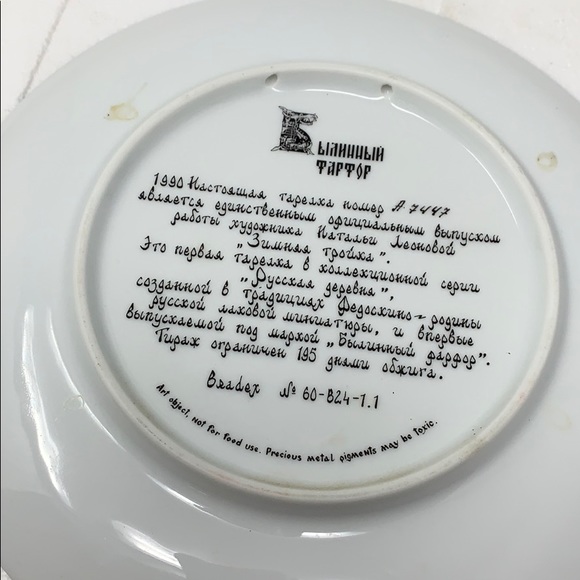 Былинный
фарфор
1990 Настоящая тарелка номер А 7447
является единственным официальным выпуском
работы художника Натальи Леоновой
„Зимняя тройка".
Это первая тарелка в коллекционной серии
„Русская деревня",
созданной в традициях Федоскино-родины
русской лаковой миниатюры, и впервые
выпускаемой под маркой „Былинный фарфор".
Тираж ограничен 195 днями обжига.
Bradex № 60-B24-1.1
Art object, not for food use. Precious metal pigments may be toxic.